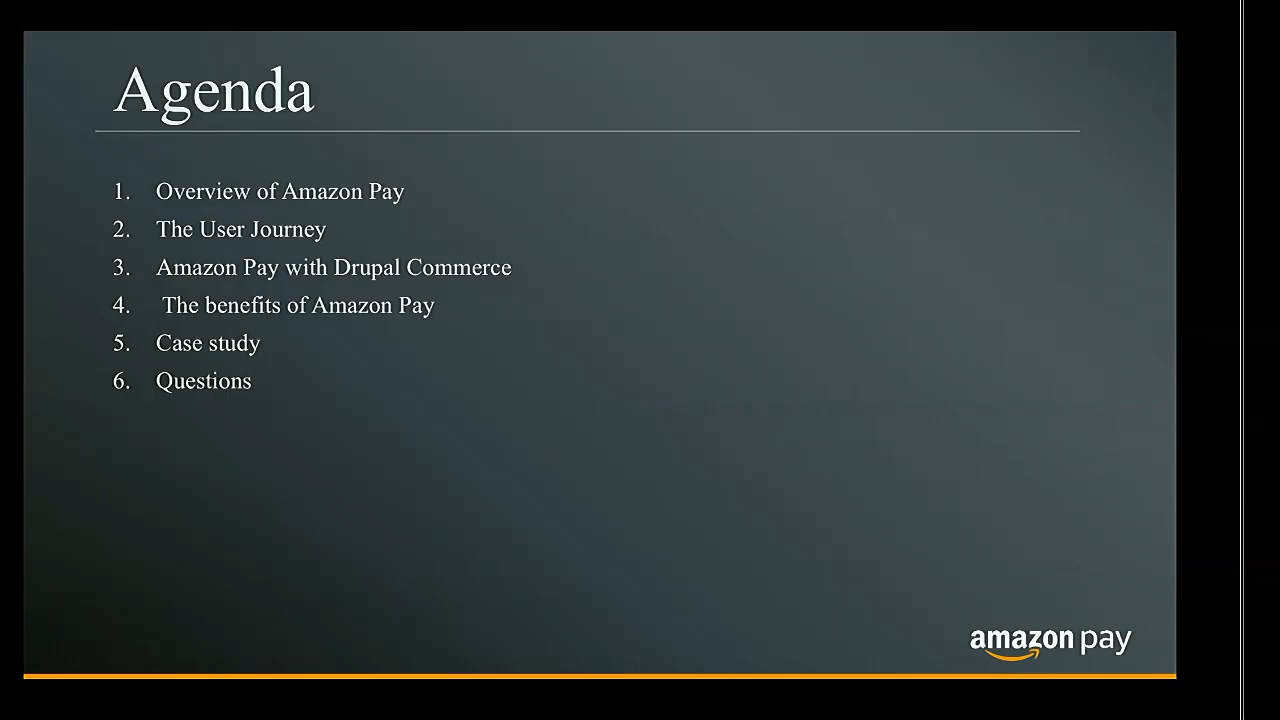 Agenda
1. Overview of Amazon Pay
2. The User Journey
3. Amazon Pay with Drupal Commerce
4. The benefits of Amazon Pay
5. Case study
6. Questions
amazon pay